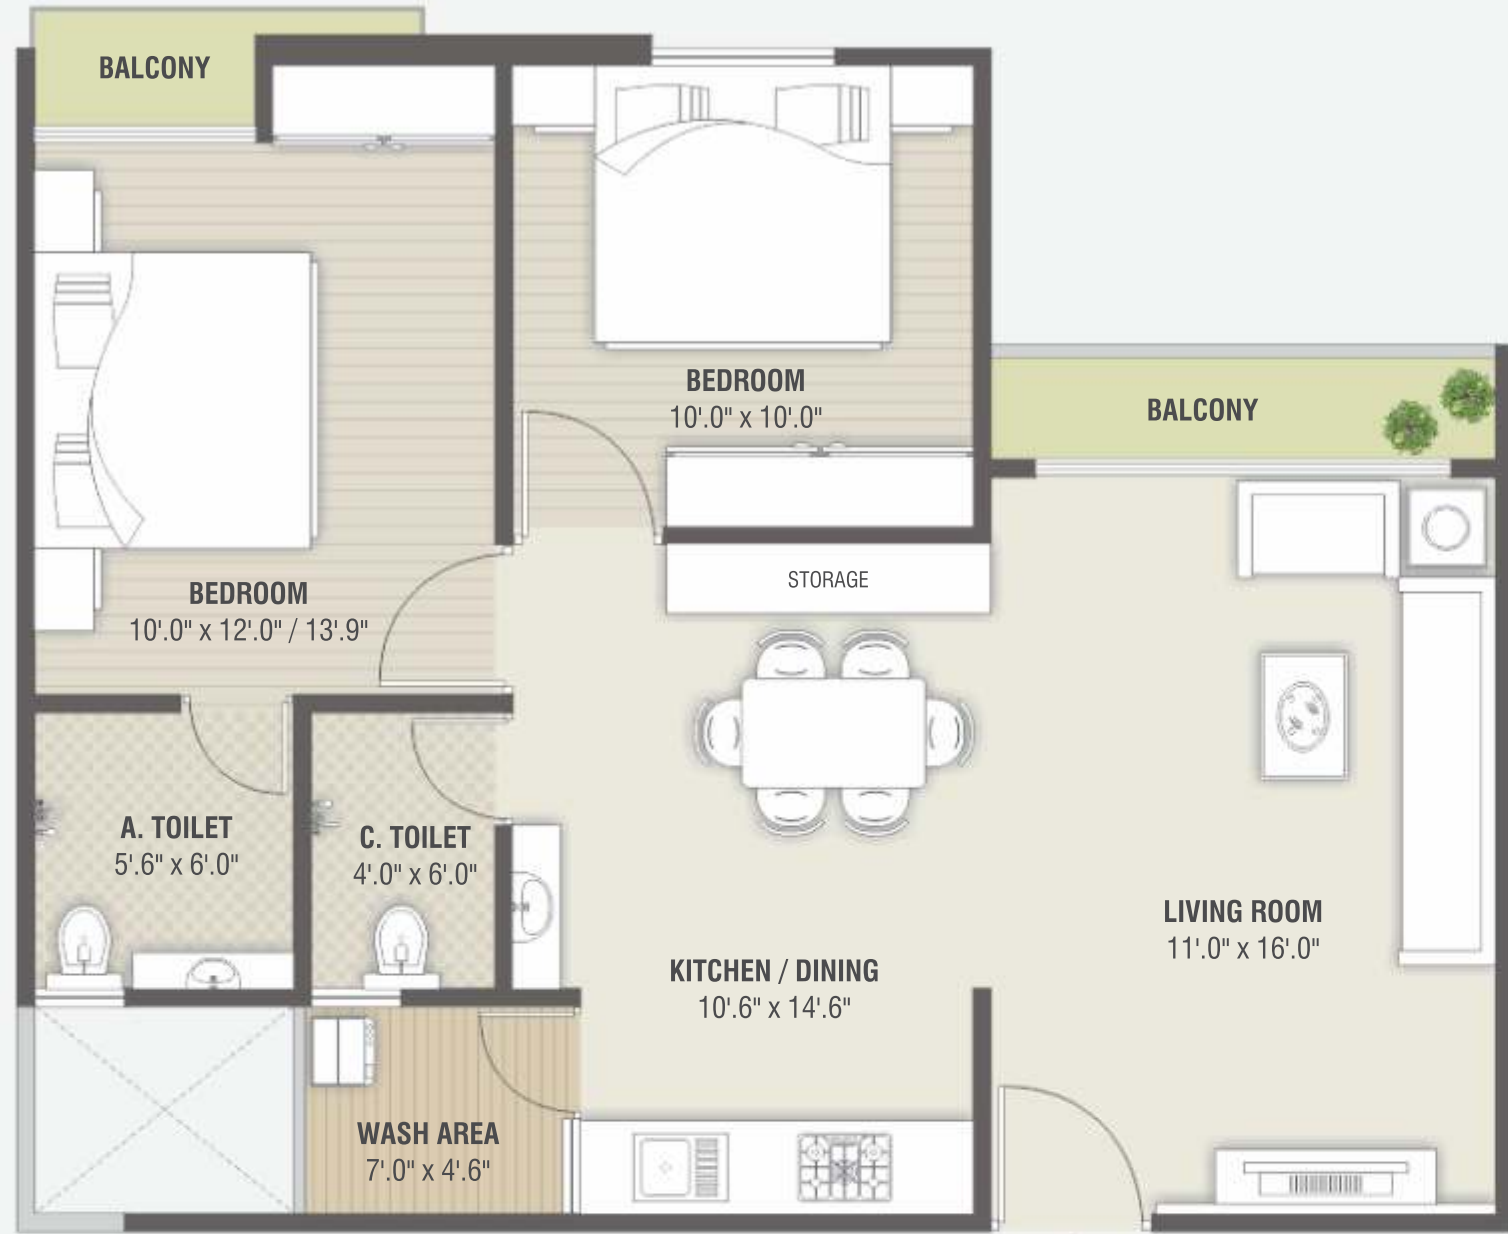 BALCONY
BEDROOM
10'.0" x 10'.0"
BALCONY
STORAGE
BEDROOM
10'.0" x 12'.0" / 13'.9"
A. TOILET
5'.6" x 6'.0"
C. TOILET
4'.0" x 6'.0"
LIVING ROOM
11'.0" x 16'.0"
KITCHEN / DINING
10'.6" x 14'.6"
WASH AREA
7'.0" x 4'.6"